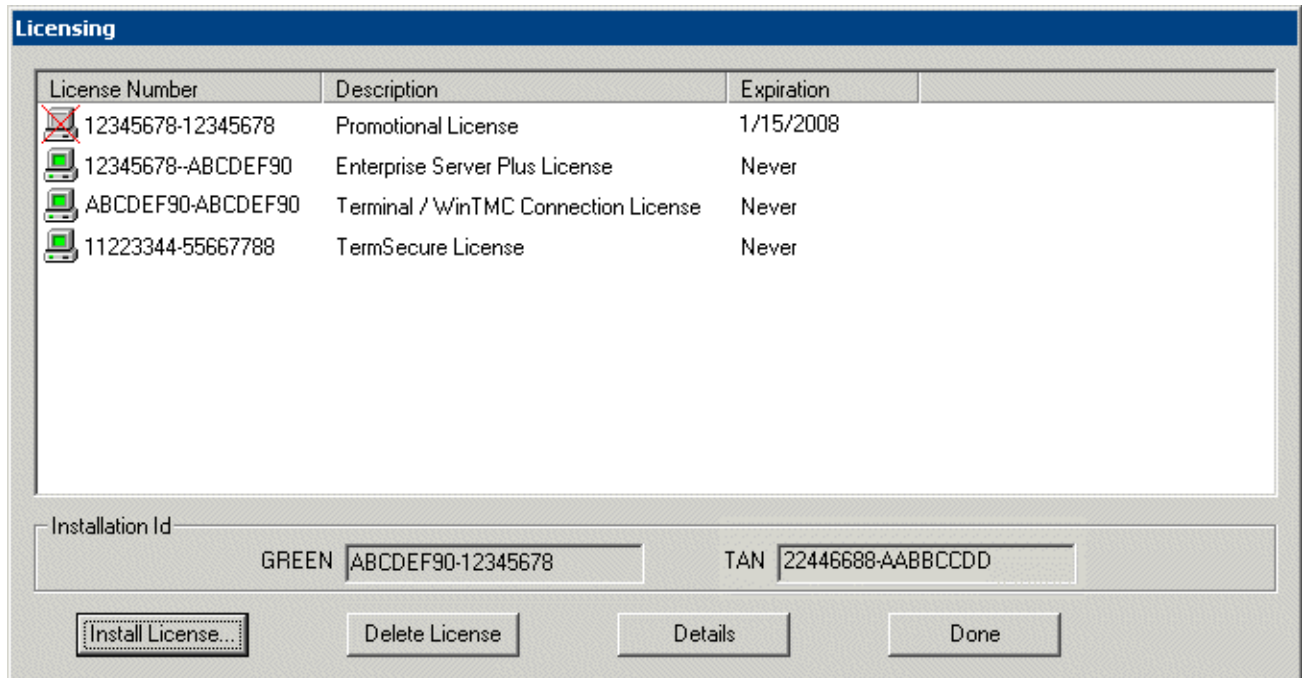 Licensing
License Number Description Expiration
12345678-12345678 Promotional License 1/15/2008
12345678--ABCDEF90 Enterprise Server Plus License Never
ABCDEF90-ABCDEF90 Terminal / WinTMC Connection License Never
11223344-55667788 TermSecure License Never
Installation Id
GREEN ABCDEF90-12345678 TAN 22446688-AABBCCDD
Install License... Delete License Details Done